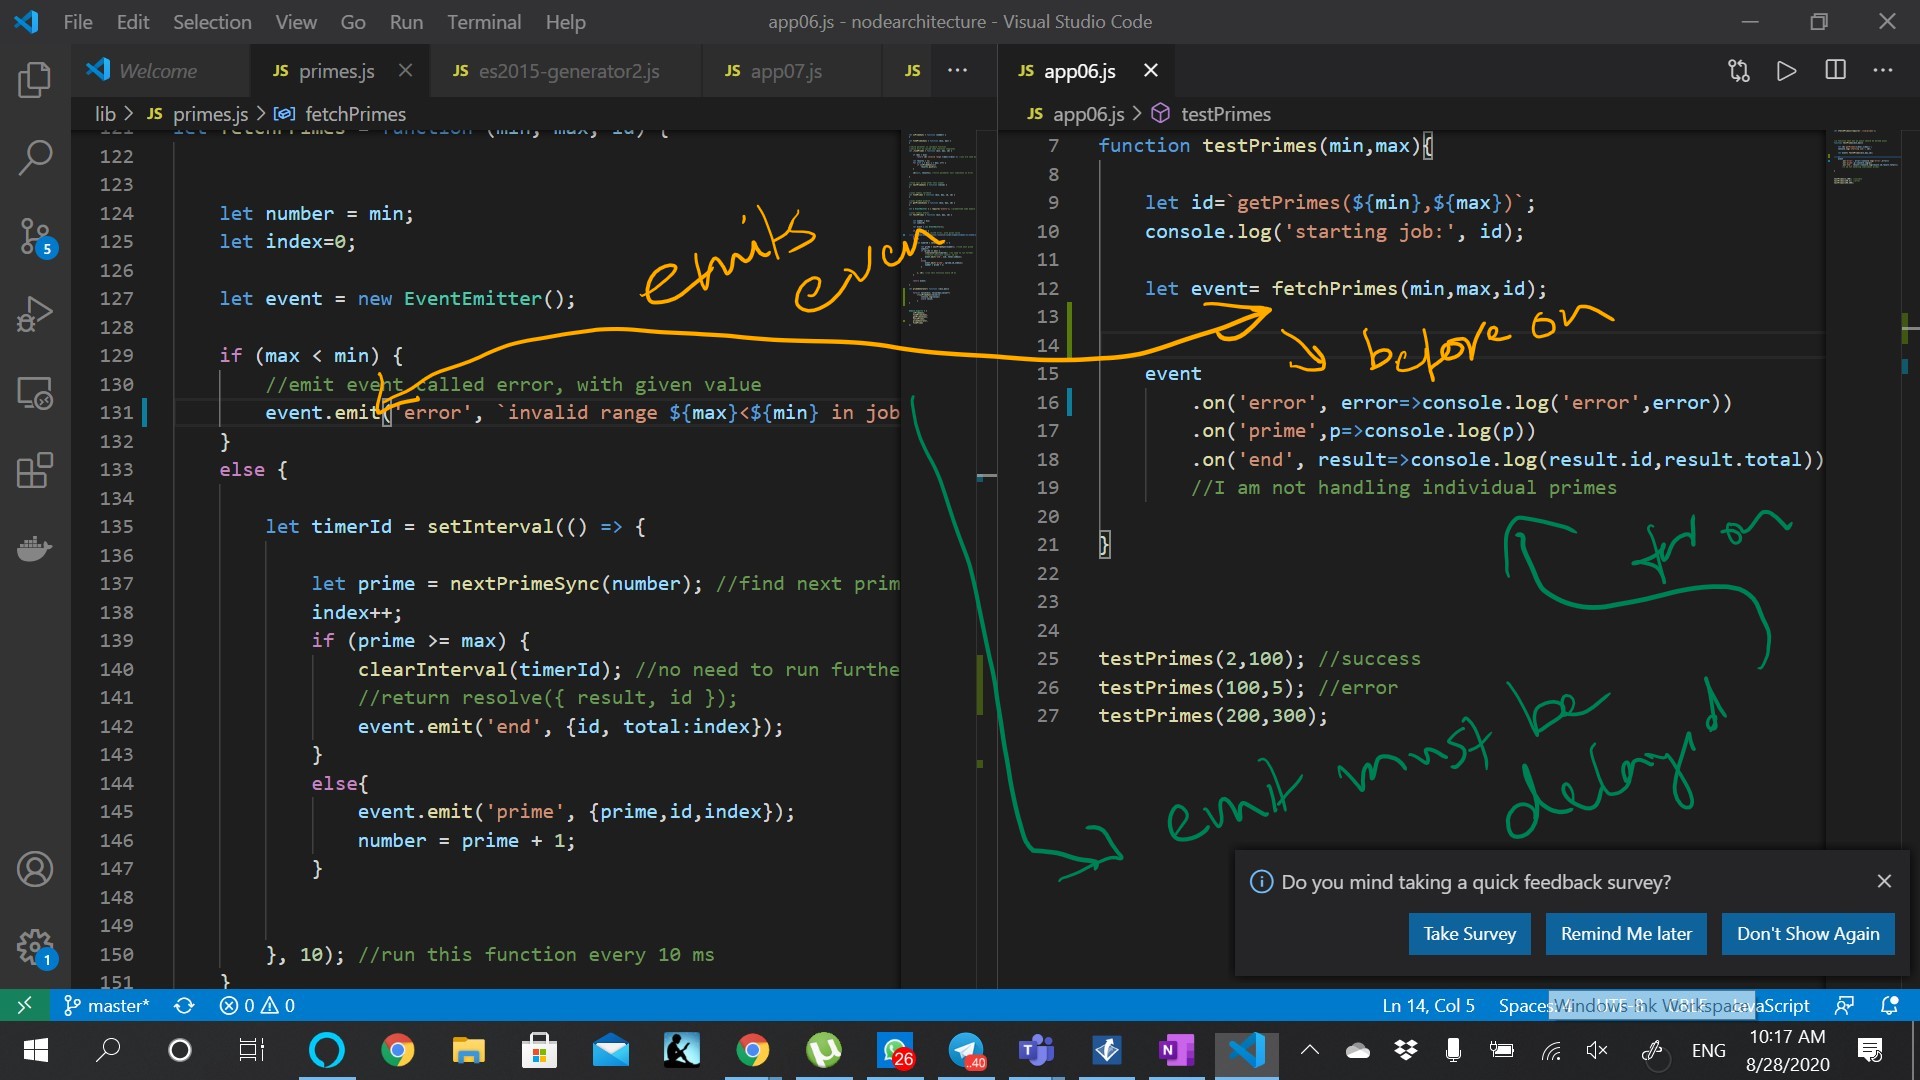 File Edit Selection View Go Run Terminal Help
app06.js - nodearchitecture - Visual Studio Code
Welcome
JS primes.js
JS es2015-generator2.js
JS app07.js
JS ...
JS app06.js
lib > JS primes.js > fetchPrimes
JS app06.js > testPrimes
122
123
124 let number = min;
125 let index=0;
126
127 let event = new EventEmitter();
128
129 if (max < min) {
130 //emit event called error, with given value
131 event.emit('error', `invalid range ${max}<${min} in job
132 }
133 else {
134
135 let timerId = setInterval(() => {
136
137 let prime = nextPrimeSync(number); //find next prim
138 index++;
139 if (prime >= max) {
140 clearInterval(timerId); //no need to run furthe
141 //return resolve({ result, id });
142 event.emit('end', {id, total:index});
143 }
144 else{
145 event.emit('prime', {prime,id,index});
146 number = prime + 1;
147 }
148
149
150 }, 10); //run this function every 10 ms
151 }
7 function testPrimes(min,max){
8
9 let id=`getPrimes(${min},${max})`;
10 console.log('starting job:', id);
11
12 let event= fetchPrimes(min,max,id);
13
14
15 event
16 .on('error', error=>console.log('error',error))
17 .on('prime',p=>console.log(p))
18 .on('end', result=>console.log(result.id,result.total))
19 //I am not handling individual primes
20
21 }
22
23
24
25 testPrimes(2,100); //success
26 testPrimes(100,5); //error
27 testPrimes(200,300);
emits
even
before on
for on
emit must be
delayed
Do you mind taking a quick feedback survey?
Take Survey Remind Me later Don't Show Again
5
1
master* 0 0
Ln 14, Col 5
Windows Ink Workspace
JavaScript
26
40
ENG
10:17 AM
8/28/2020